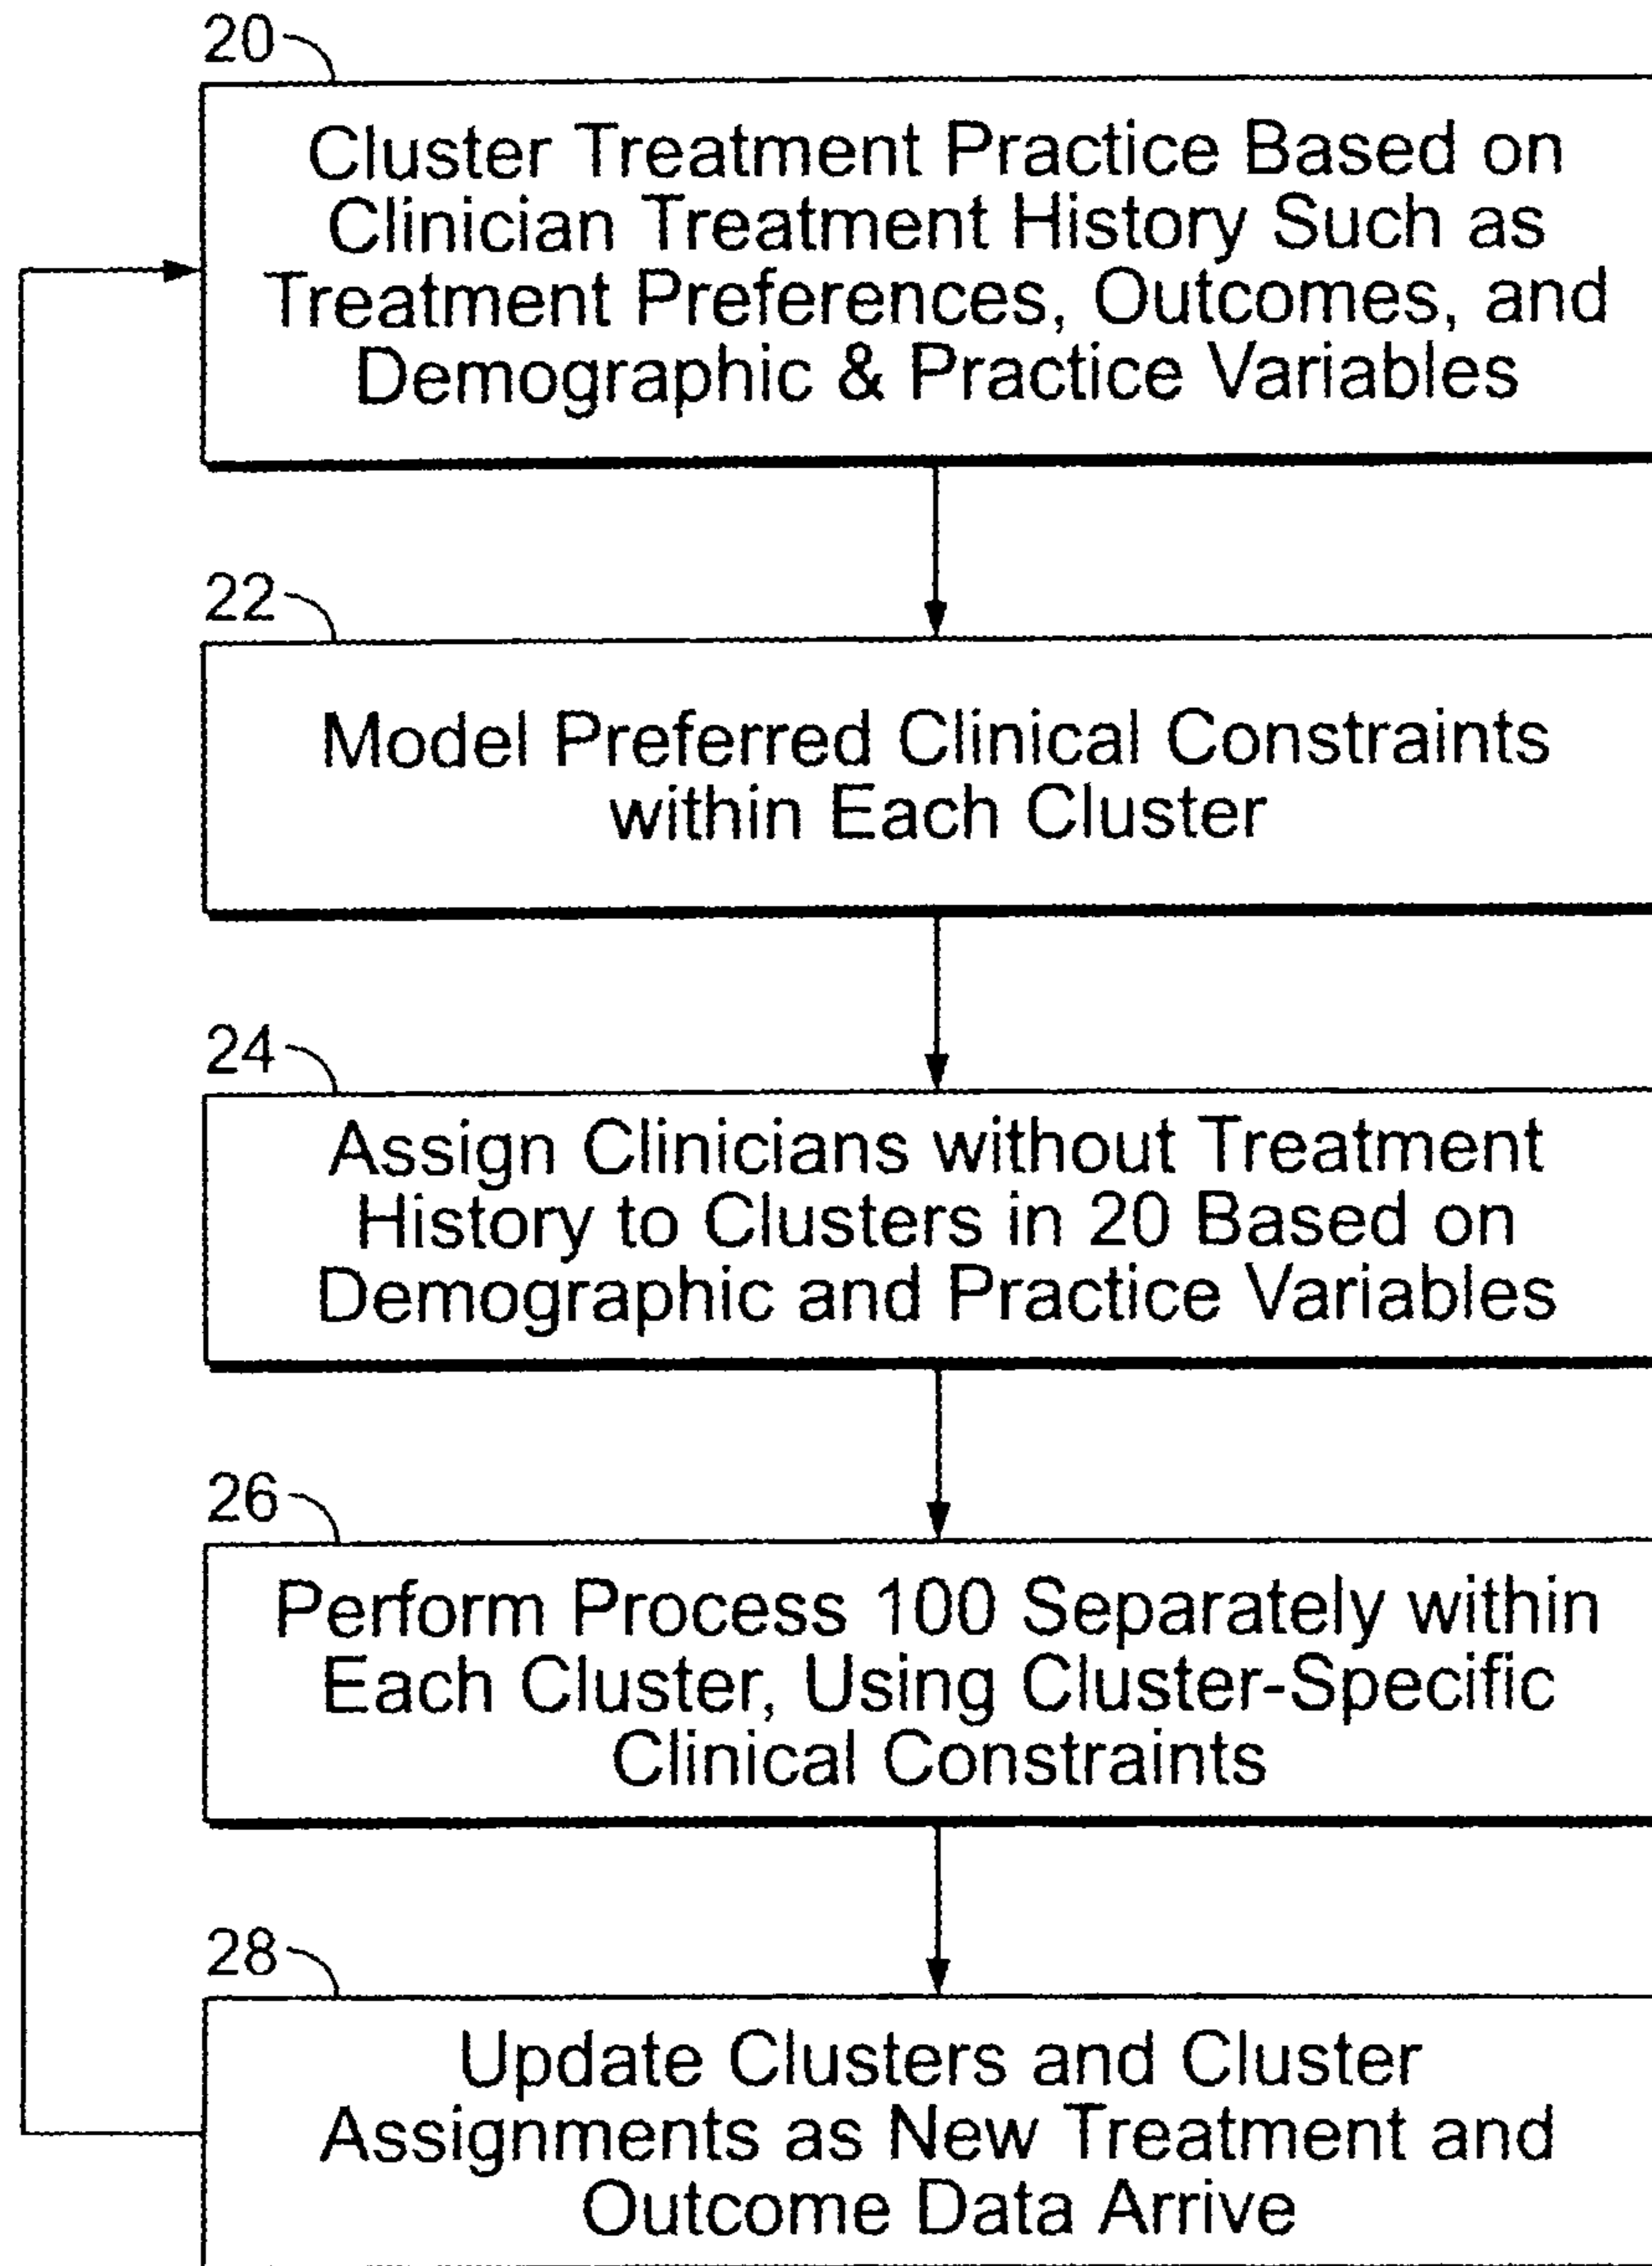 20
Cluster Treatment Practice Based on
Clinician Treatment History Such as
Treatment Preferences, Outcomes, and
Demographic & Practice Variables
22
Model Preferred Clinical Constraints
within Each Cluster
24
Assign Clinicians without Treatment
History to Clusters in 20 Based on
Demographic and Practice Variables
26
Perform Process 100 Separately within
Each Cluster, Using Cluster-Specific
Clinical Constraints
28
Update Clusters and Cluster
Assignments as New Treatment and
Outcome Data Arrive